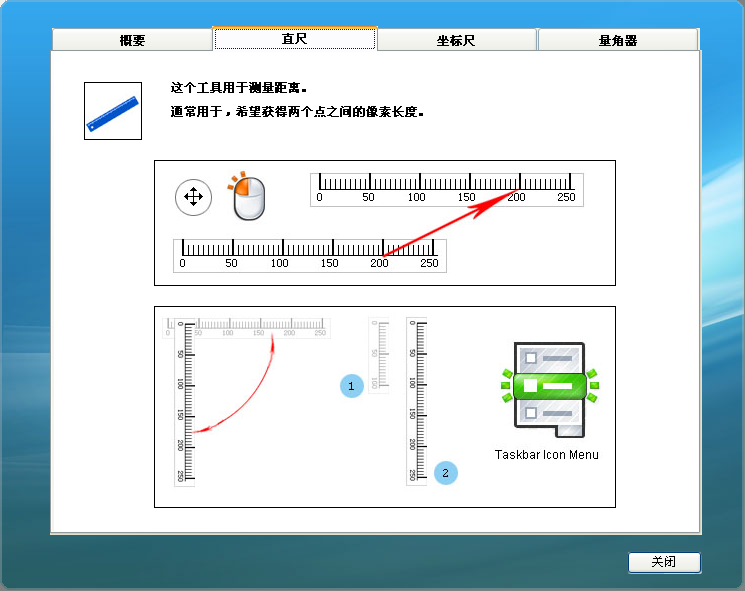 概要
直尺
坐标尺
量角器
这个工具用于测量距离。
通常用于，希望获得两个点之间的像素长度。
0 50 100 150 200 250
0 50 100 150 200 250
0 50 100 150 200 250
0 50 100 150 200 250
0 50 100
1
0 50 100 150 200 250
2
Taskbar Icon Menu
关闭